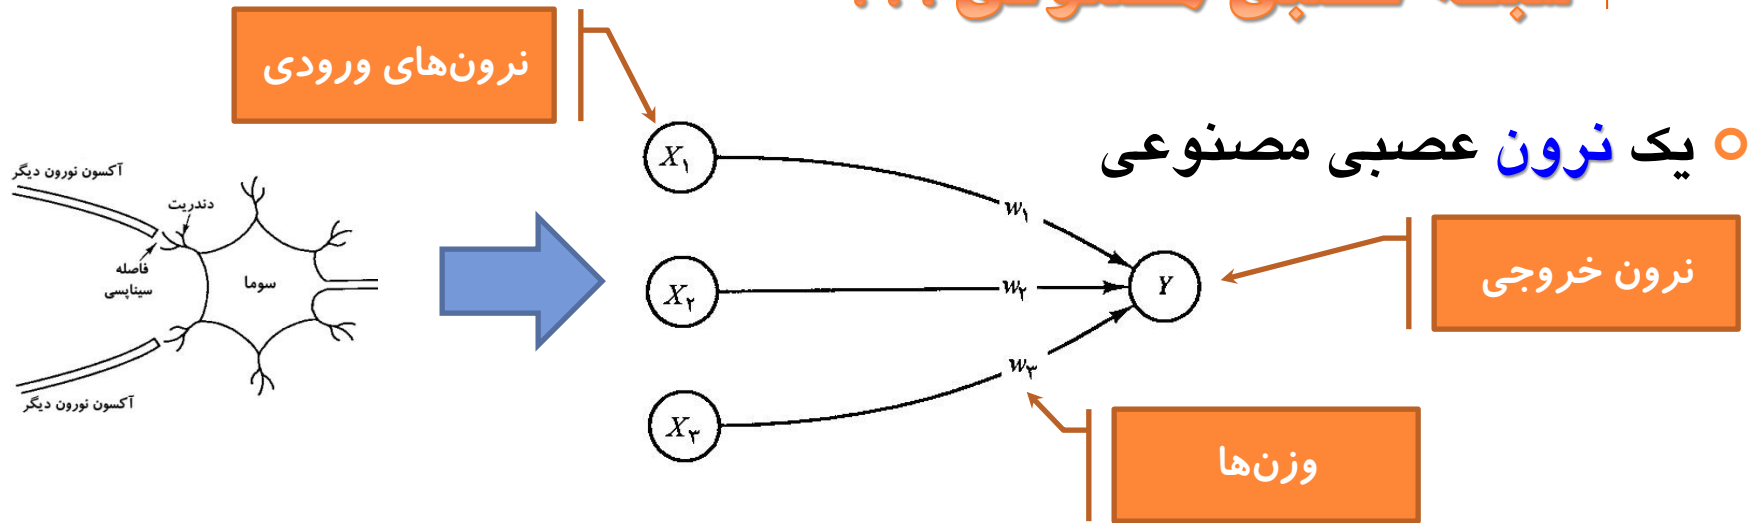 نرون‌های ورودی
یک نرون عصبی مصنوعی
آکسون نورون دیگر
دندریت
فاصله
سیناپسی
سوما
آکسون نورون دیگر
X۱
X۲
X۳
w۱
w۲
w۳
Y
نرون خروجی
وزن‌ها